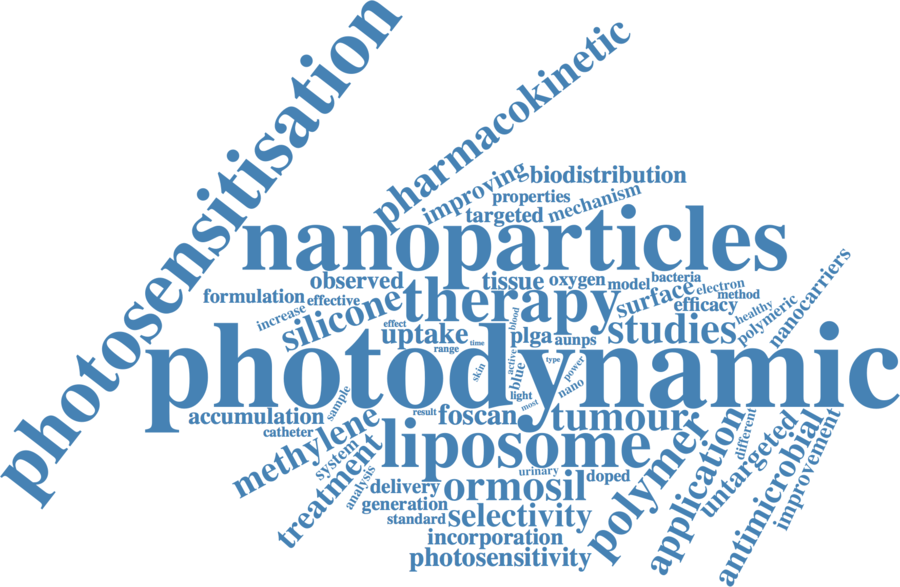 photosensitisation
pharmacokinetic
improving
biodistribution
properties
mechanism
targeted
nanoparticles
observed
tissue
oxygen
model
bacteria
formulation
effective
silicone
therapy
surface
electron
method
efficacy
nanocarriers
polymeric
healthy
increase
effect
uptake
range
time
blood
plga
aunps
studies
photodynamic
skin
active
blue
type
power
nano
light
most
sample
accumulation
catheter
result
foscan
tumour
methylene
liposome
polymer
application
different
untargeted
antimicrobial
improvement
system
treatment
analysis
urinary
doped
delivery
ormosil
generation
standard
selectivity
incorporation
photosensitivity